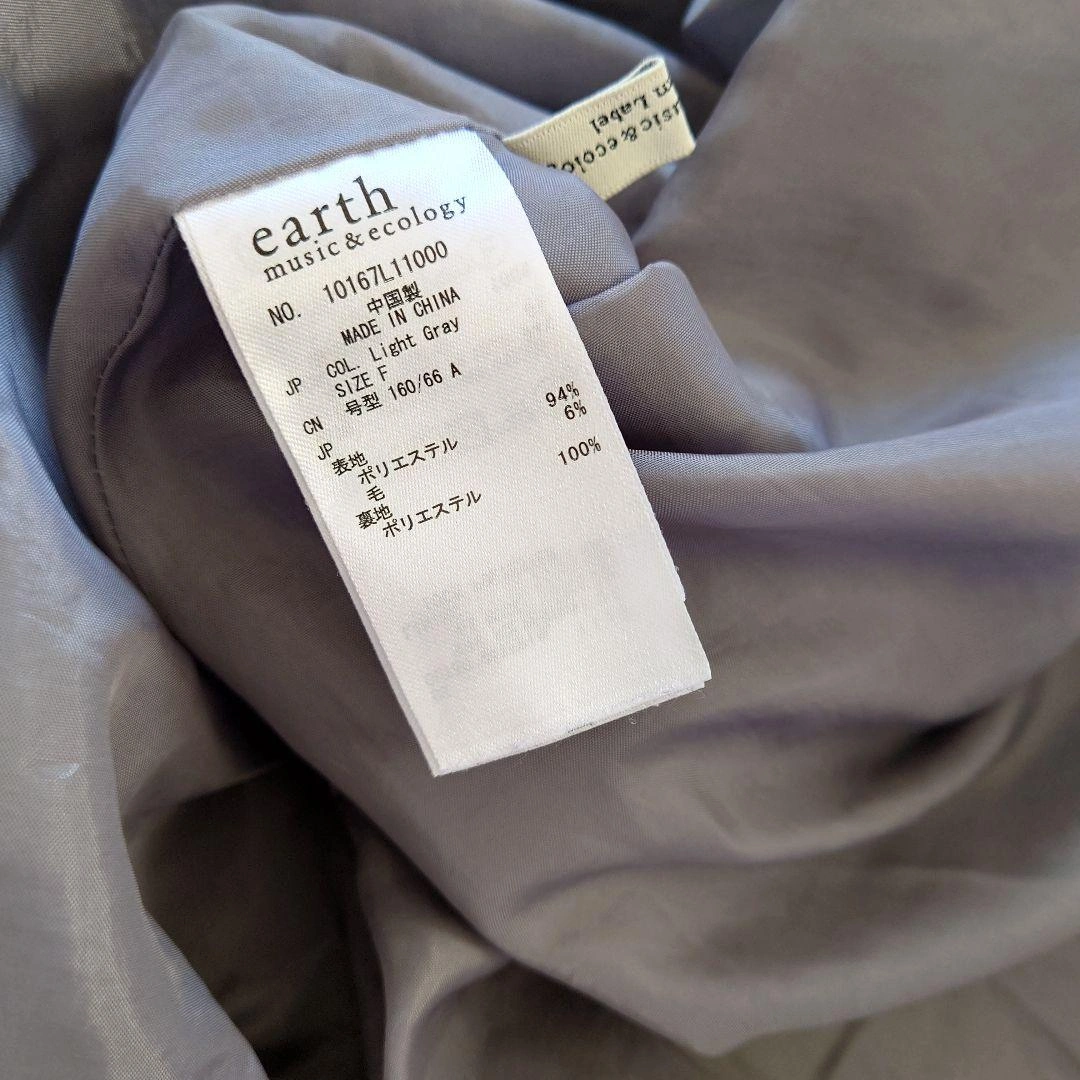 earth
music&ecology
NO. 10167L11000
中国製
MADE IN CHINA
JP COL. Light Gray
SIZE F
CN 号型 160/66 A
JP
表地
ポリエステル 94%
毛 6%
裏地
ポリエステル 100%
Label